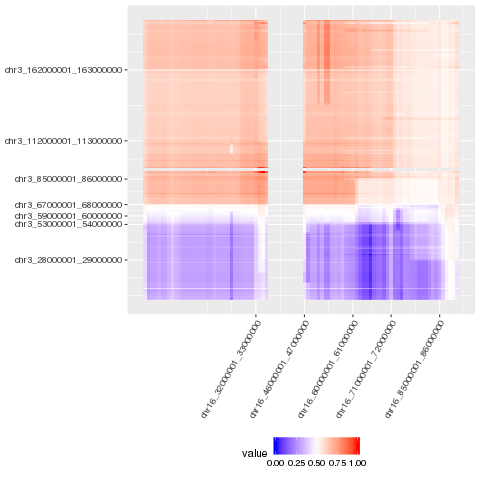 chr3_162000001_163000000
chr3_112000001_113000000
chr3_85000001_86000000
chr3_67000001_68000000
chr3_59000001_60000000
chr3_53000001_54000000
chr3_28000001_29000000
chr16_32000001_33000000
chr16_46000001_47000000
chr16_60000001_61000000
chr16_71000001_72000000
chr16_85000001_86000000
value
0.00 0.25 0.50 0.75 1.00